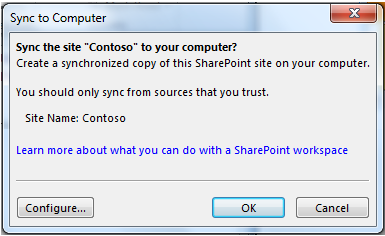 Sync to Computer
Sync the site "Contoso" to your computer?
Create a synchronized copy of this SharePoint site on your computer.
You should only sync from sources that you trust.
Site Name: Contoso
Learn more about what you can do with a SharePoint workspace
Configure... OK Cancel